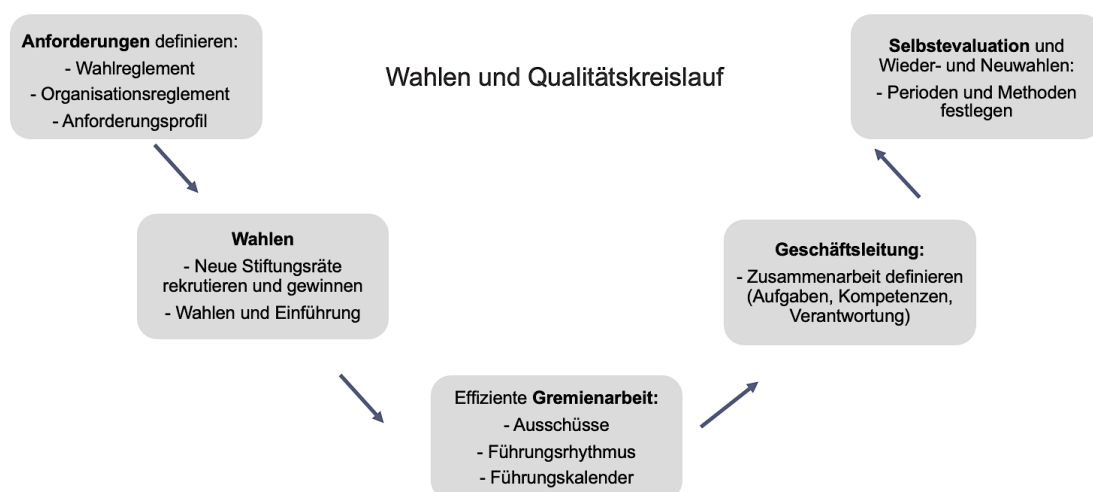 Wahlen und Qualitätskreislauf
Anforderungen definieren:
- Wahlreglement
- Organisationsreglement
- Anforderungsprofil
Wahlen
- Neue Stiftungsräte
rekrutieren und gewinnen
- Wahlen und Einführung
Effiziente Gremienarbeit:
- Ausschüsse
- Führungsrhythmus
- Führungskalender
Geschäftsleitung:
- Zusammenarbeit definieren
(Aufgaben, Kompetenzen,
Verantwortung)
Selbstevaluation und
Wieder- und Neuwahlen:
- Perioden und Methoden
festlegen